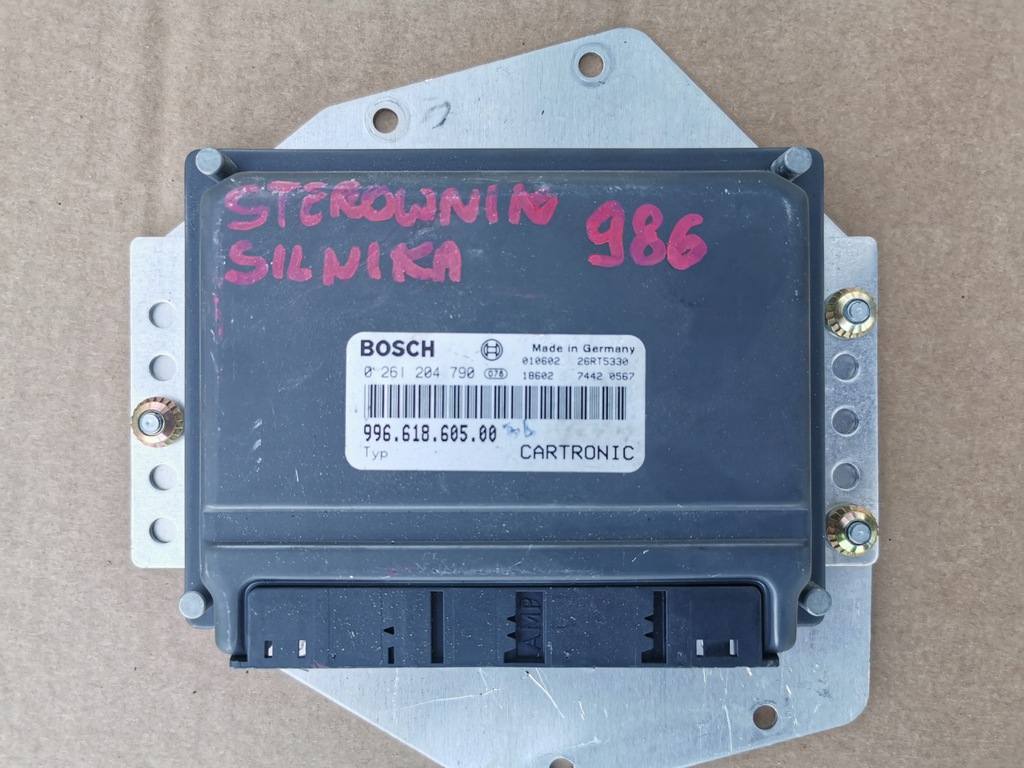 STEROWNIK 986
SILNIKA
BOSCH Made in Germany
010602 26RT5330
0 261 204 790 078 18602 7442 0567
996.618.605.00
Typ CARTRONIC
AMP